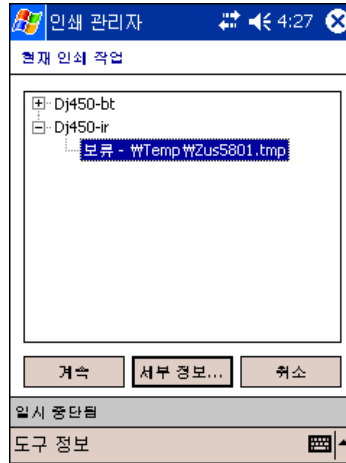 인쇄 관리자 4:27
현재 인쇄 작업
Dj450-bt
Dj450-ir
보류 - ₩Temp₩Zus5801.tmp
계속 세부 정보... 취소
일시 중단됨
도구 정보